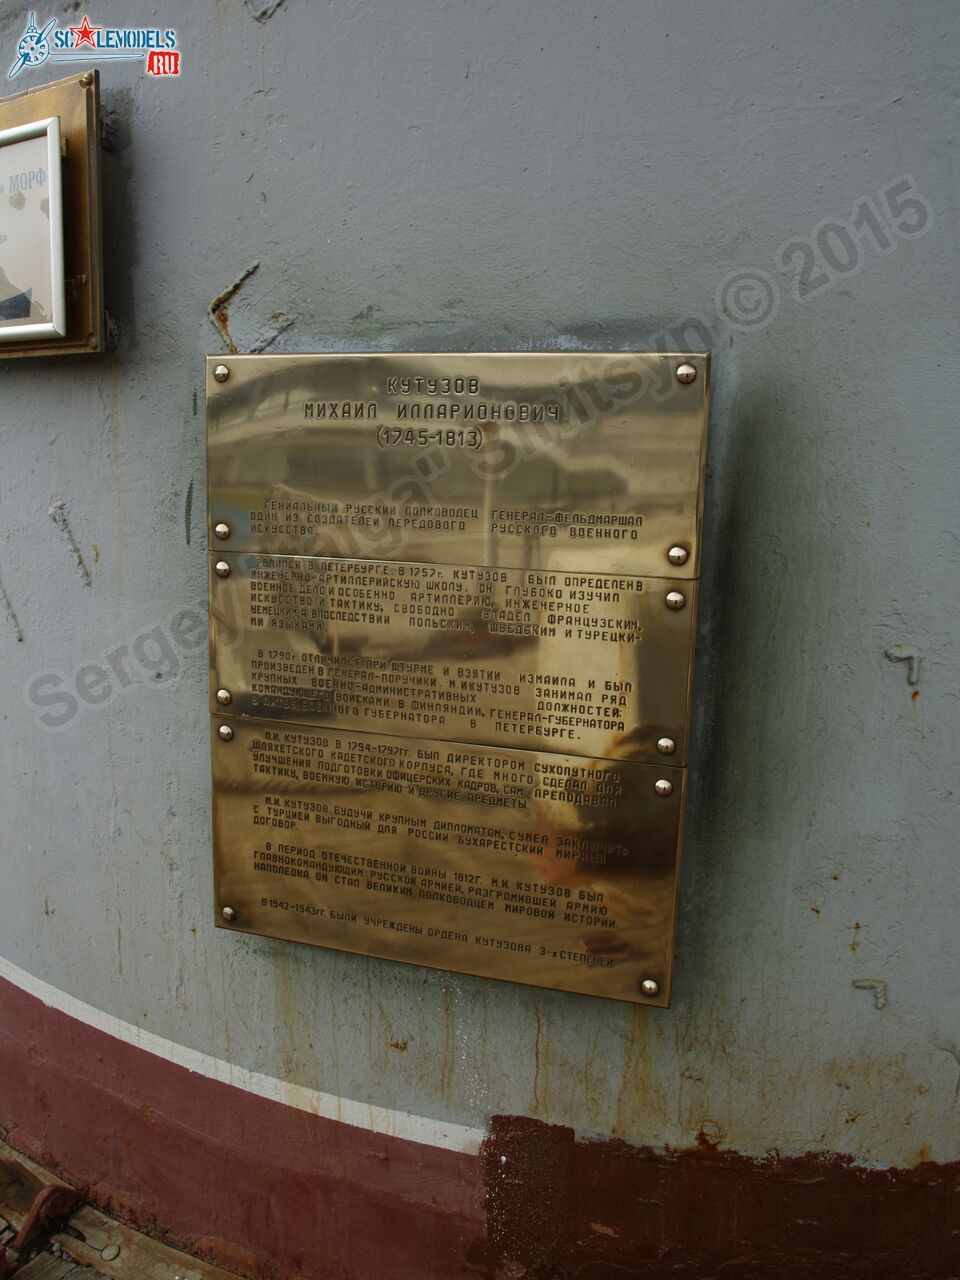 SCALEMODELS
RU
» МОРФ
КУТУЗОВ
МИХАИЛ ИЛЛАРИОНОВИЧ
(1745-1813)
ГЕНИАЛЬНЫЙ РУССКИЙ ПОЛКОВОДЕЦ ГЕНЕРАЛ-ФЕЛЬДМАРШАЛ
ОДИН ИЗ СОЗДАТЕЛЕЙ ПЕРЕДОВОГО РУССКОГО ВОЕННОГО
ИСКУССТВА.
РОДИЛСЯ В ПЕТЕРБУРГЕ. В 1757г. КУТУЗОВ БЫЛ ОПРЕДЕЛЕН В
ИНЖЕНЕРНО-АРТИЛЛЕРИЙСКУЮ ШКОЛУ. ОН ГЛУБОКО ИЗУЧИЛ
ВОЕННОЕ ДЕЛО И ОСОБЕННО АРТИЛЛЕРИЮ, ИНЖЕНЕРНОЕ
ИСКУССТВО И ТАКТИКУ, СВОБОДНО ВЛАДЕЛ ФРАНЦУЗСКИМ,
НЕМЕЦКИМ, А ВПОСЛЕДСТВИИ ПОЛЬСКИМ, ШВЕДСКИМ И ТУРЕЦКИ-
МИ ЯЗЫКАМИ.
В 1790г ОТЛИЧИЛСЯ ПРИ ШТУРМЕ И ВЗЯТИИ ИЗМАИЛА И БЫЛ
ПРОИЗВЕДЕН В ГЕНЕРАЛ-ПОРУЧИКИ. М.И КУТУЗОВ ЗАНИМАЛ РЯД
КРУПНЫХ ВОЕННО-АДМИНИСТРАТИВНЫХ ДОЛЖНОСТЕЙ:
КОМАНДУЮЩЕГО ВОЙСКАМИ В ФИНЛЯНДИИ, ГЕНЕРАЛ-ГУБЕРНАТОРА
В ЛИТВЕ, ВОЕННОГО ГУБЕРНАТОРА В ПЕТЕРБУРГЕ.
М.И. КУТУЗОВ В 1794-1797гг. БЫЛ ДИРЕКТОРОМ СУХОПУТНОГО
ШЛЯХЕТСКОГО КАДЕТСКОГО КОРПУСА, ГДЕ МНОГО СДЕЛАЛ ДЛЯ
УЛУЧШЕНИЯ ПОДГОТОВКИ ОФИЦЕРСКИХ КАДРОВ, САМ ПРЕПОДАВАЛ
ТАКТИКУ, ВОЕННУЮ ИСТОРИЮ И ДРУГИЕ ПРЕДМЕТЫ.
М.И. КУТУЗОВ БУДУЧИ КРУПНЫМ ДИПЛОМАТОМ, СУМЕЛ ЗАКЛЮЧИТЬ
С ТУРЦИЕЙ ВЫГОДНЫЙ ДЛЯ РОССИИ БУХАРЕСТСКИЙ МИРНЫЙ
ДОГОВОР.
В ПЕРИОД ОТЕЧЕСТВЕННОЙ ВОЙНЫ 1812Г. М.И. КУТУЗОВ БЫЛ
ГЛАВНОКОМАНДУЮЩИМ РУССКОЙ АРМИЕЙ, РАЗГРОМИВШЕЙ АРМИЮ
НАПОЛЕОНА. ОН СТАЛ ВЕЛИКИМ ПОЛКОВОДЦЕМ МИРОВОЙ ИСТОРИИ.
В 1942-1943гг. БЫЛИ УЧРЕЖДЕНЫ ОРДЕНА КУТУЗОВА 3-х СТЕПЕНЕЙ
Sergey "Taiga" Smitsyn © 2015